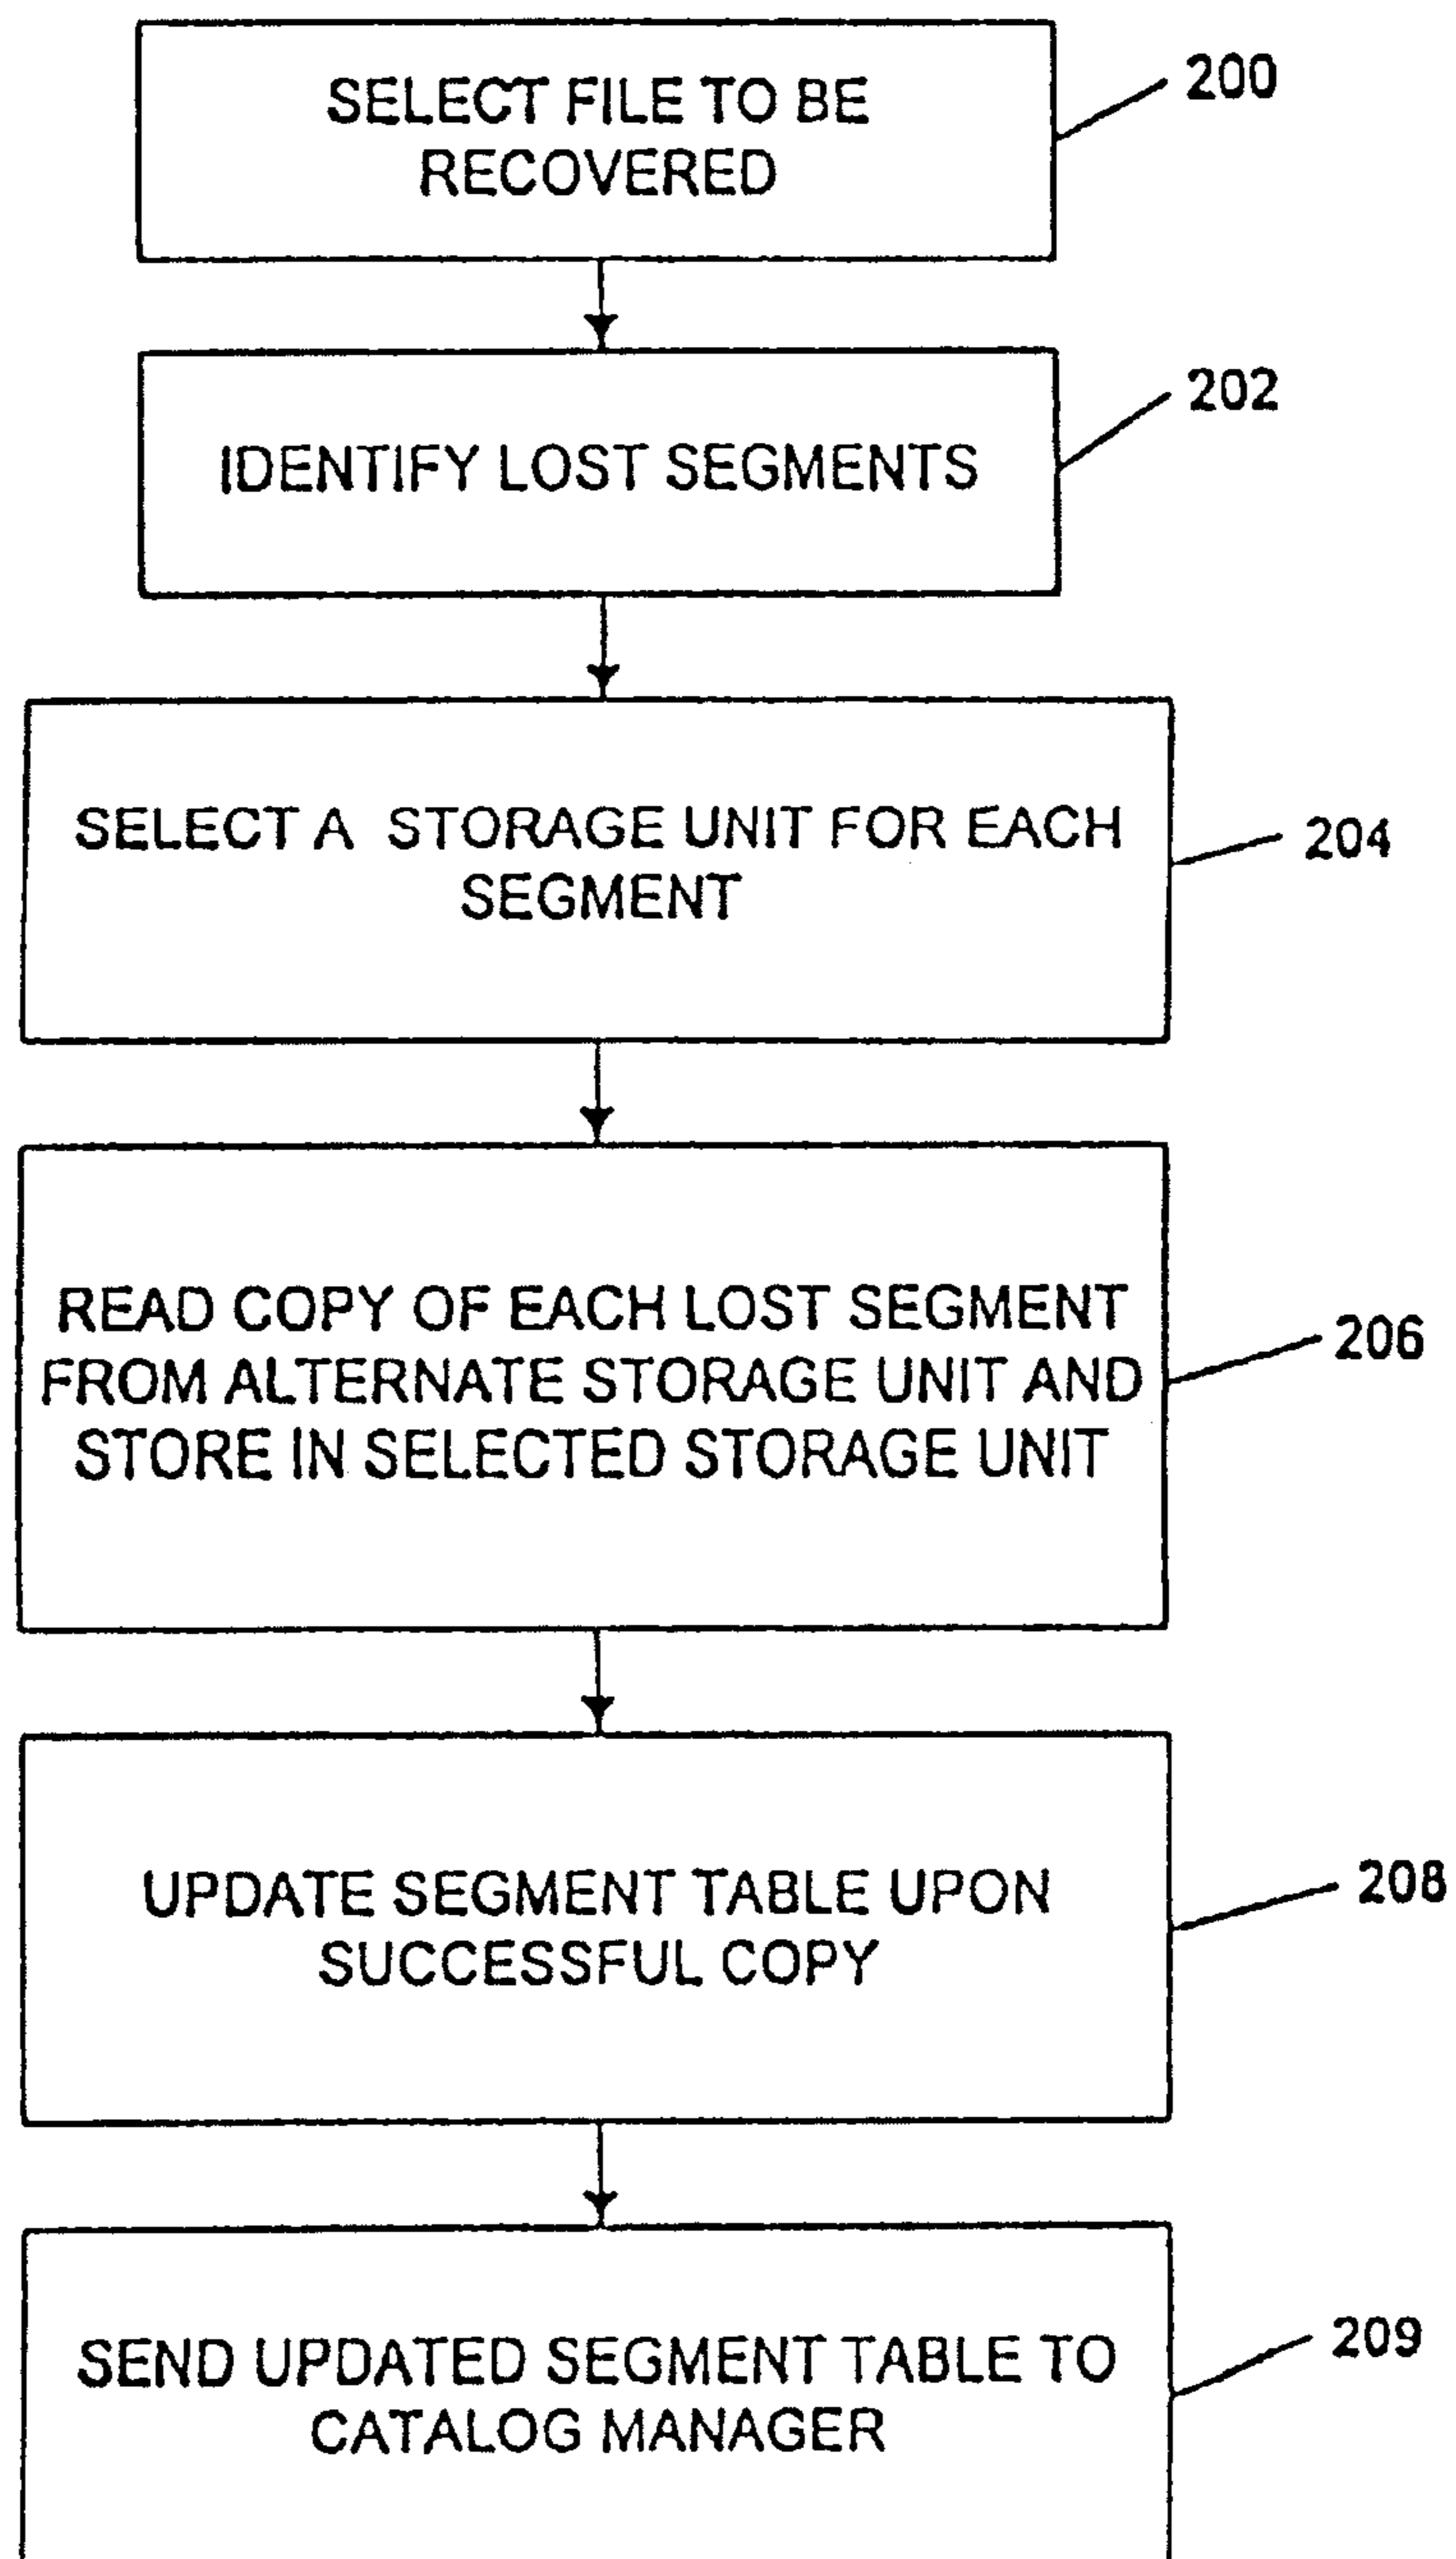 SELECT FILE TO BE
RECOVERED
200
IDENTIFY LOST SEGMENTS
202
SELECT A STORAGE UNIT FOR EACH
SEGMENT
204
READ COPY OF EACH LOST SEGMENT
FROM ALTERNATE STORAGE UNIT AND
STORE IN SELECTED STORAGE UNIT
206
UPDATE SEGMENT TABLE UPON
SUCCESSFUL COPY
208
SEND UPDATED SEGMENT TABLE TO
CATALOG MANAGER
209